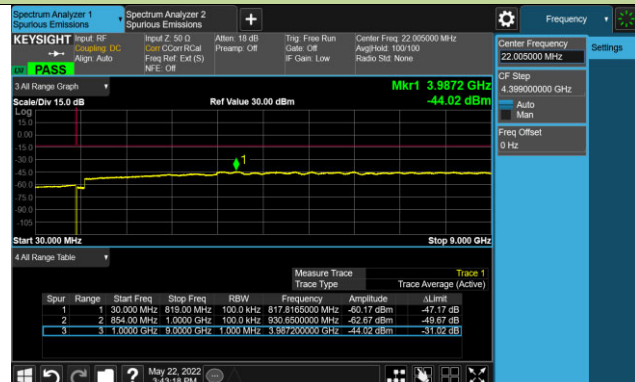 Spectrum Analyzer 1
Spurious Emissions
Spectrum Analyzer 2
Spurious Emissions
+
Frequency
KEYSIGHT
Input: RF
Coupling: DC
Align: Auto
Input Z: 50 Ω
Corr CCorr RCal
Freq Ref: Ext (S)
NFE: Off
Atten: 18 dB
Preamp: Off
Trig: Free Run
Gate: Off
IF Gain: Low
Center Freq: 22.005000 MHz
Avg|Hold: 100/100
Radio Std: None
PASS
Center Frequency
22.005000 MHz
Settings
CF Step
4.399000000 GHz
Auto
Man
Freq Offset
0 Hz
3 All Range Graph
Mkr1 3.9872 GHz
-44.02 dBm
Scale/Div 15.0 dB
Ref Value 30.00 dBm
Log
15.0
0.00
-15.0
-30.0
-45.0
-60.0
-75.0
-90.0
-105
1
Start 30.000 MHz
Stop 9.000 GHz
4 All Range Table
Measure Trace Trace 1
Trace Type Trace Average (Active)
Spur Range Start Freq Stop Freq RBW Frequency Amplitude ΔLimit
1 1 30.000 MHz 819.00 MHz 100.0 kHz 817.8165000 MHz -60.17 dBm -47.17 dB
2 2 854.00 MHz 1.0000 GHz 100.0 kHz 930.6500000 MHz -62.67 dBm -49.67 dB
3 3 1.0000 GHz 9.0000 GHz 1.000 MHz 3.987200000 GHz -44.02 dBm -31.02 dB
?
May 22, 2022
3:43:18 PM